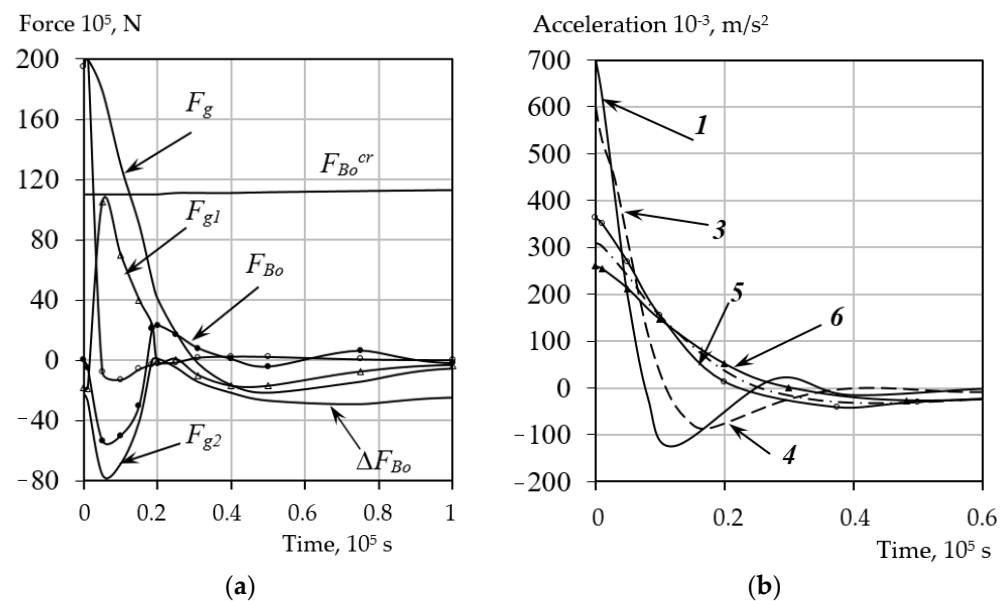 Force 10⁵, N
200
160
120
80
40
0
-40
-80
F_g
F_Bo^cr
F_g1
F_Bo
F_g2
ΔF_Bo
0 0.2 0.4 0.6 0.8 1
Time, 10⁵ s
(a)
Acceleration 10⁻³, m/s²
700
600
500
400
300
200
100
0
-100
-200
1
3
5
6
4
0 0.2 0.4 0.6
Time, 10⁵ s
(b)